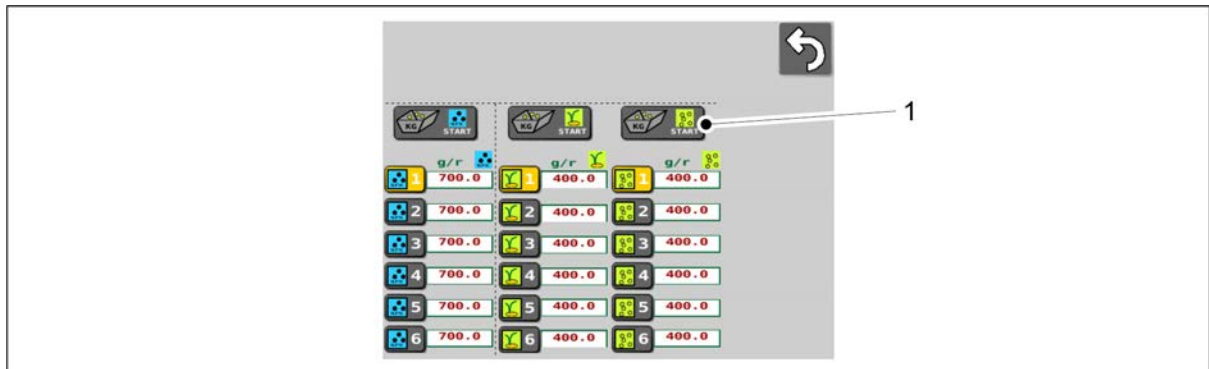 1
KG START KG START KG START
g/r g/r g/r
1 700.0 1 400.0 1 400.0
2 700.0 2 400.0 2 400.0
3 700.0 3 400.0 3 400.0
4 700.0 4 400.0 4 400.0
5 700.0 5 400.0 5 400.0
6 700.0 6 400.0 6 400.0